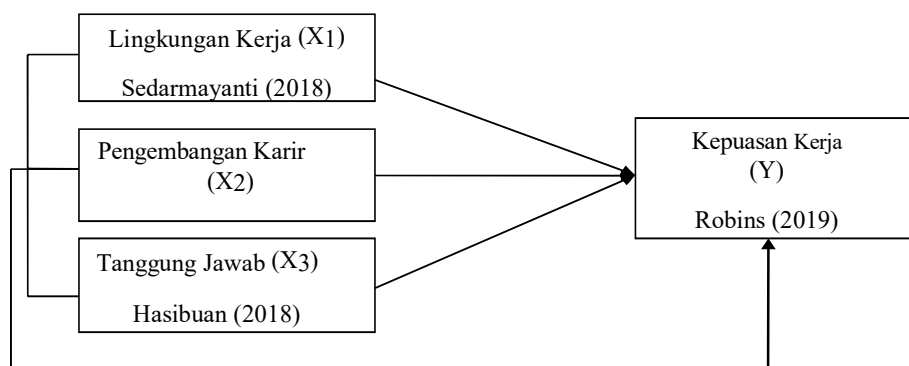 Lingkungan Kerja (X1)
Sedarmayanti (2018)
Pengembangan Karir
(X2)
Tanggung Jawab (X3)
Hasibuan (2018)
Kepuasan Kerja
(Y)
Robins (2019)